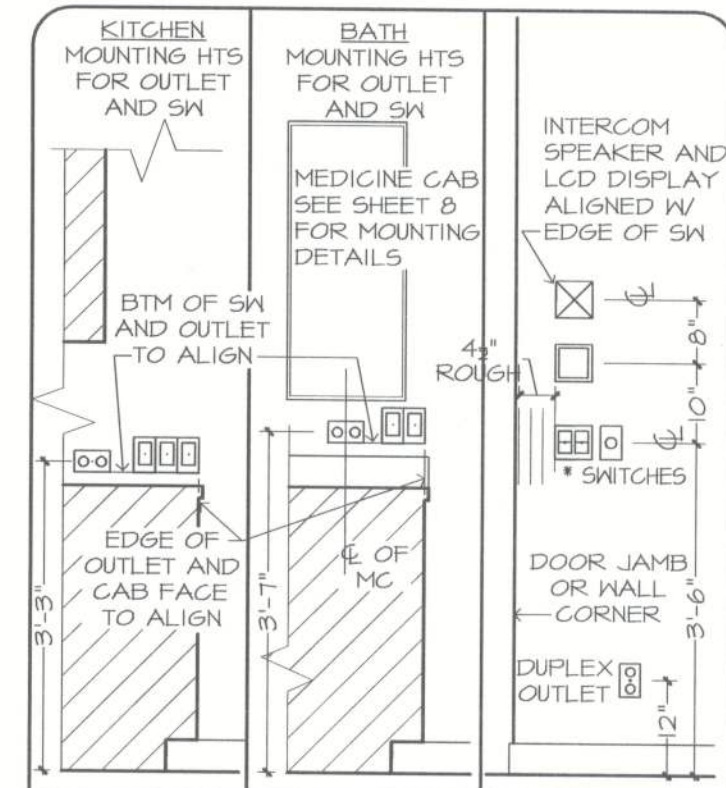 KITCHEN
MOUNTING HTS
FOR OUTLET
AND SW
BTM OF SW
AND OUTLET
TO ALIGN
EDGE OF
OUTLET AND
CAB FACE
TO ALIGN
3'-3"
BATH
MOUNTING HTS
FOR OUTLET
AND SW
MEDICINE CAB
SEE SHEET 8
FOR MOUNTING
DETAILS
℄ OF
MC
3'-7"
INTERCOM
SPEAKER AND
LCD DISPLAY
ALIGNED W/
EDGE OF SW
℄
8"
4½"
ROUGH
10"
℄
* SWITCHES
DOOR JAMB
OR WALL
CORNER
3'-6"
DUPLEX
OUTLET
12"